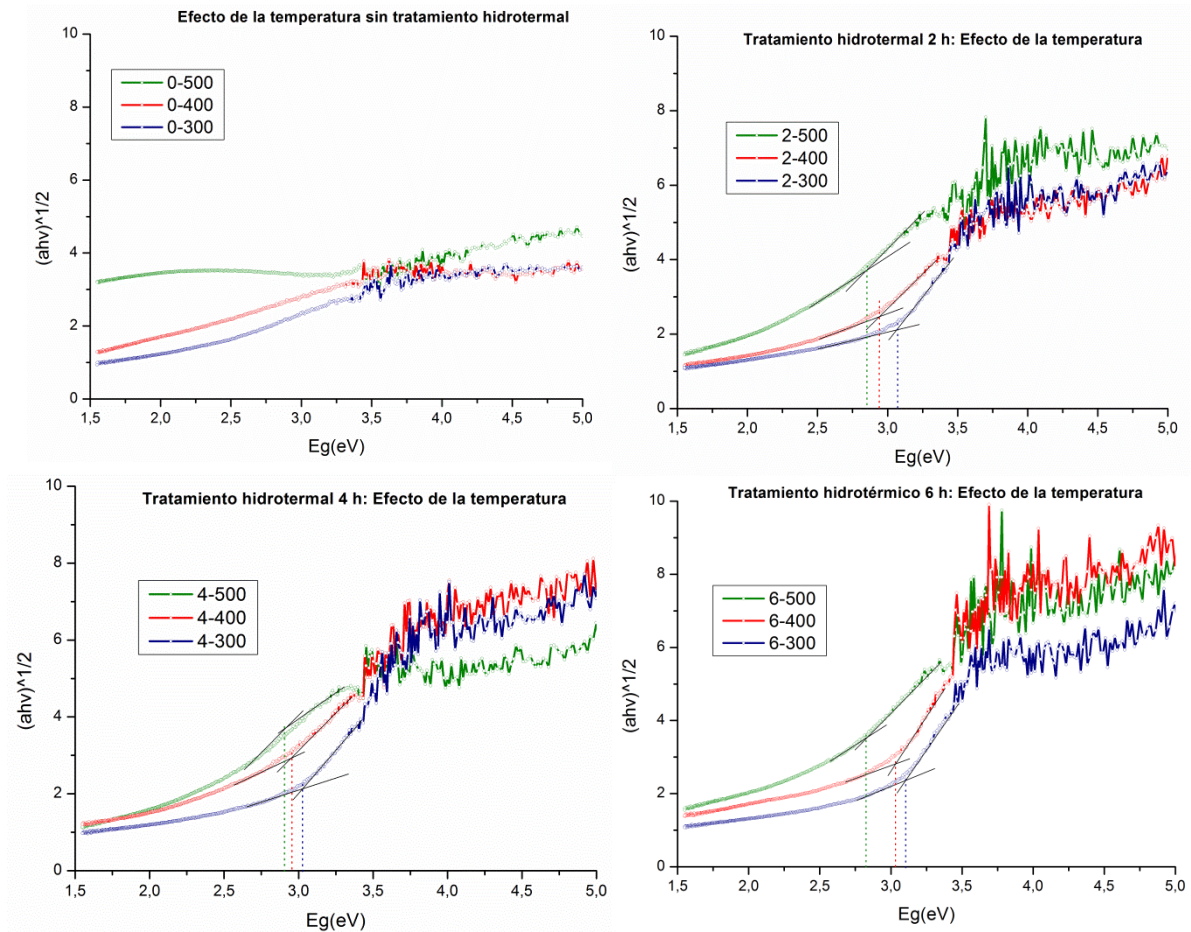 Efecto de la temperatura sin tratamiento hidrotermal
10
8
6
4
2
0
(ahv)^1/2
0-500
0-400
0-300
1,5 2,0 2,5 3,0 3,5 4,0 4,5 5,0
Eg(eV)
Tratamiento hidrotermal 2 h: Efecto de la temperatura
10
8
6
4
2
0
(ahv)^1/2
2-500
2-400
2-300
1,5 2,0 2,5 3,0 3,5 4,0 4,5 5,0
Eg(eV)
Tratamiento hidrotermal 4 h: Efecto de la temperatura
10
8
6
4
2
0
(ahv)^1/2
4-500
4-400
4-300
1,5 2,0 2,5 3,0 3,5 4,0 4,5 5,0
Eg(eV)
Tratamiento hidrotérmico 6 h: Efecto de la temperatura
10
8
6
4
2
0
(ahv)^1/2
6-500
6-400
6-300
1,5 2,0 2,5 3,0 3,5 4,0 4,5 5,0
Eg(eV)